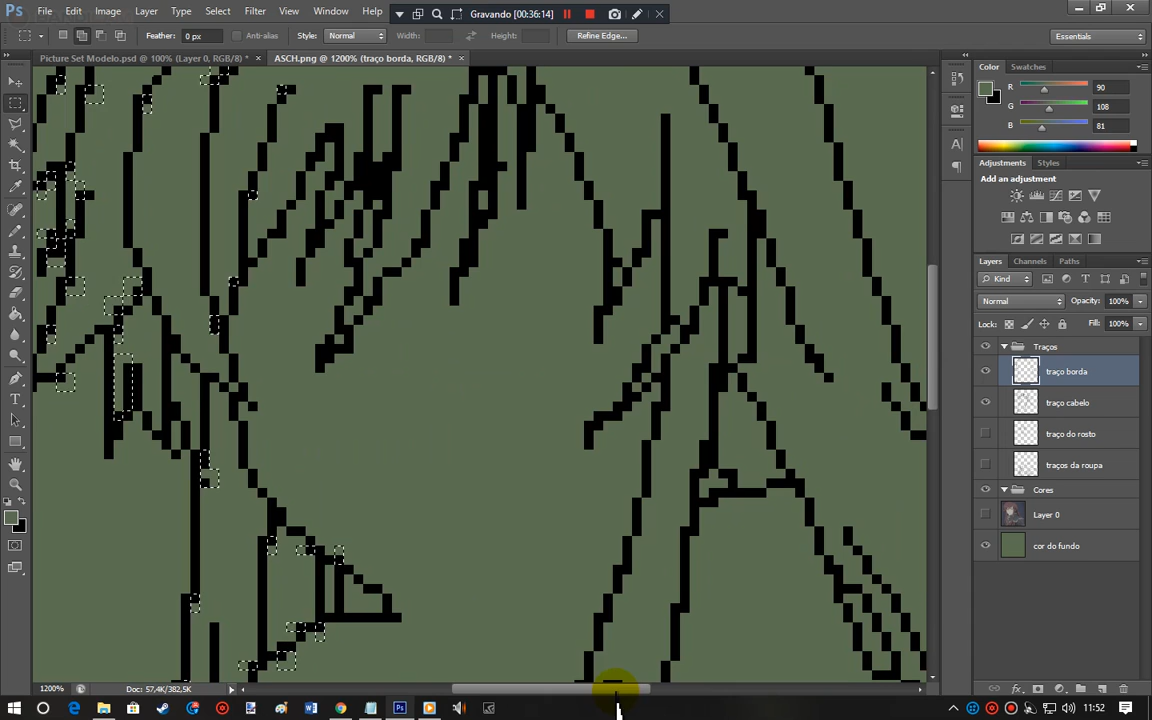 Ps File Edit Image Layer Type Select Filter View Window Help Gravando [00:36:14]
Feather: 0 px Anti-alias Style: Normal Width: Height: Refine Edge... Essentials
Picture Set Modelo.psd @ 100% (Layer 0, RGB/8) * × ASCH.png @ 1200% (traço borda, RGB/8) * ×
Color Swatches
R 90
G 108
B 81
Adjustments Styles
Add an adjustment
Layers Channels Paths
Kind
Normal Opacity: 100%
Lock: Fill: 100%
Traços
traço borda
traço cabelo
traço do rosto
traços da roupa
Cores
Layer 0
cor do fundo
1200% Doc: 57,4K/382,5K
11:52